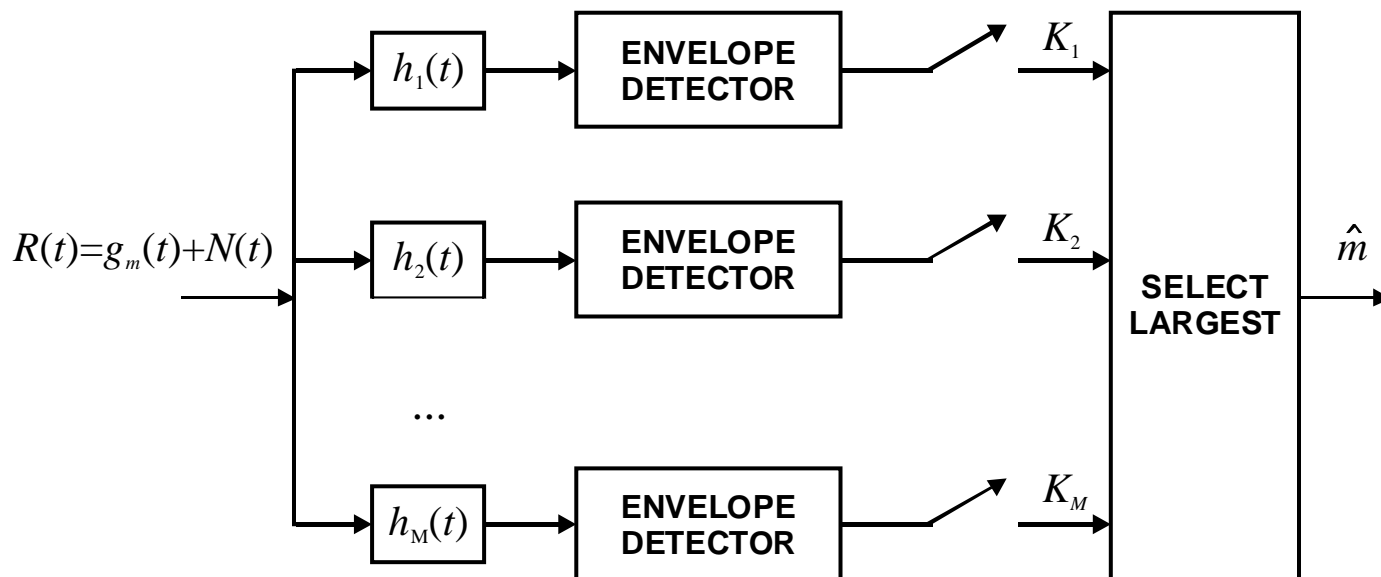 h₁(t)
ENVELOPE
DETECTOR
K₁
R(t)=gₘ(t)+N(t)
h₂(t)
ENVELOPE
DETECTOR
K₂
SELECT
LARGEST
m̂
...
h_M(t)
ENVELOPE
DETECTOR
K_M